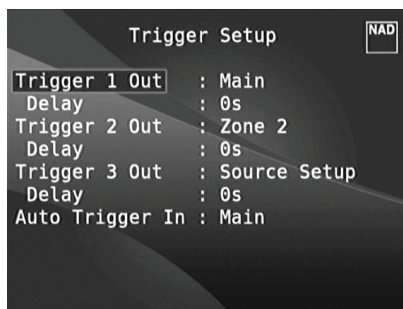 Trigger Setup
NAD
Trigger 1 Out : Main
Delay : 0s
Trigger 2 Out : Zone 2
Delay : 0s
Trigger 3 Out : Source Setup
Delay : 0s
Auto Trigger In : Main